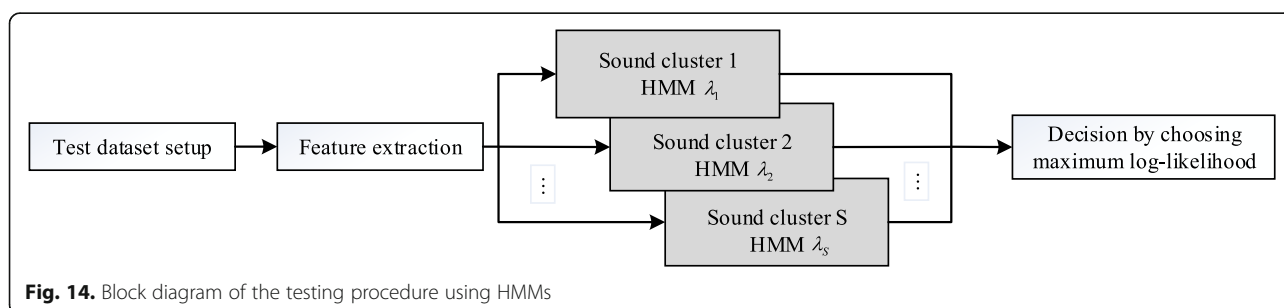 Test dataset setup
Feature extraction
Sound cluster 1
HMM λ₁
Sound cluster 2
HMM λ₂
⋮
Sound cluster S
HMM λ_S
⋮
Decision by choosing
maximum log-likelihood
Fig. 14. Block diagram of the testing procedure using HMMs